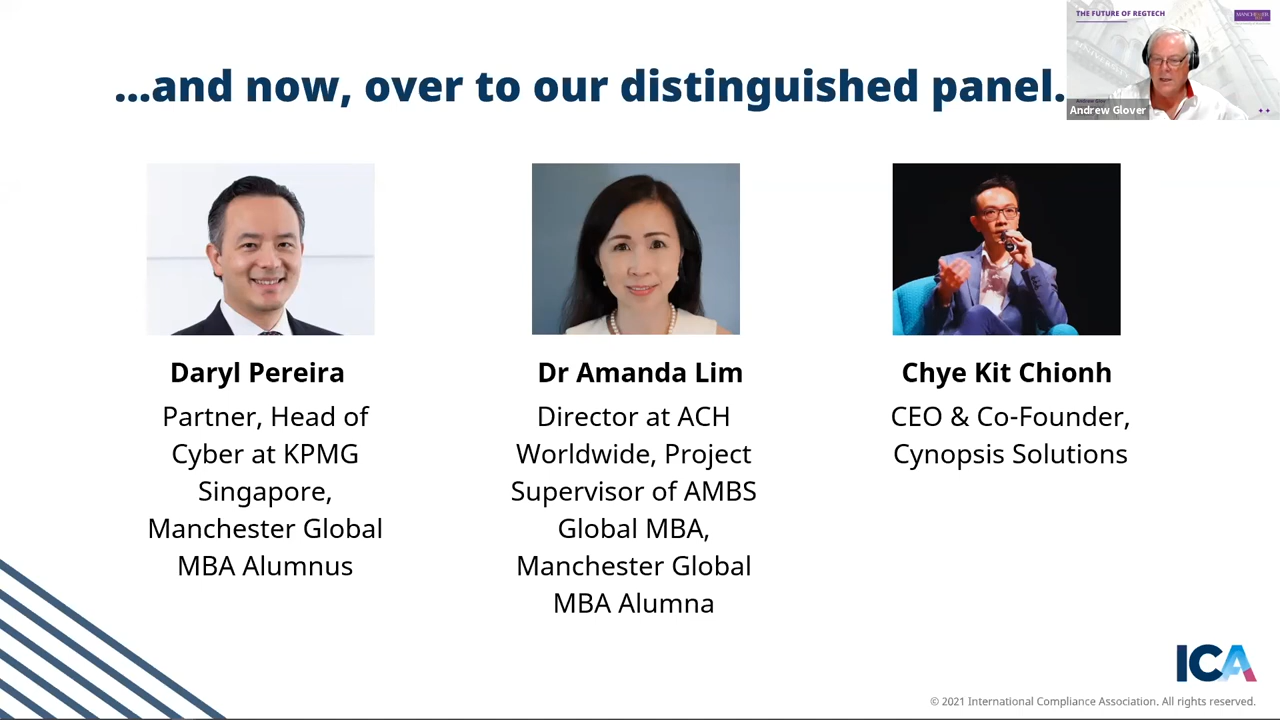 THE FUTURE OF REGTECH
...and now, over to our distinguished panel.
Andrew Glover
Daryl Pereira
Partner, Head of
Cyber at KPMG
Singapore,
Manchester Global
MBA Alumnus
Dr Amanda Lim
Director at ACH
Worldwide, Project
Supervisor of AMBS
Global MBA,
Manchester Global
MBA Alumna
Chye Kit Chionh
CEO & Co-Founder,
Cynopsis Solutions
ICA
© 2021 International Compliance Association. All rights reserved.